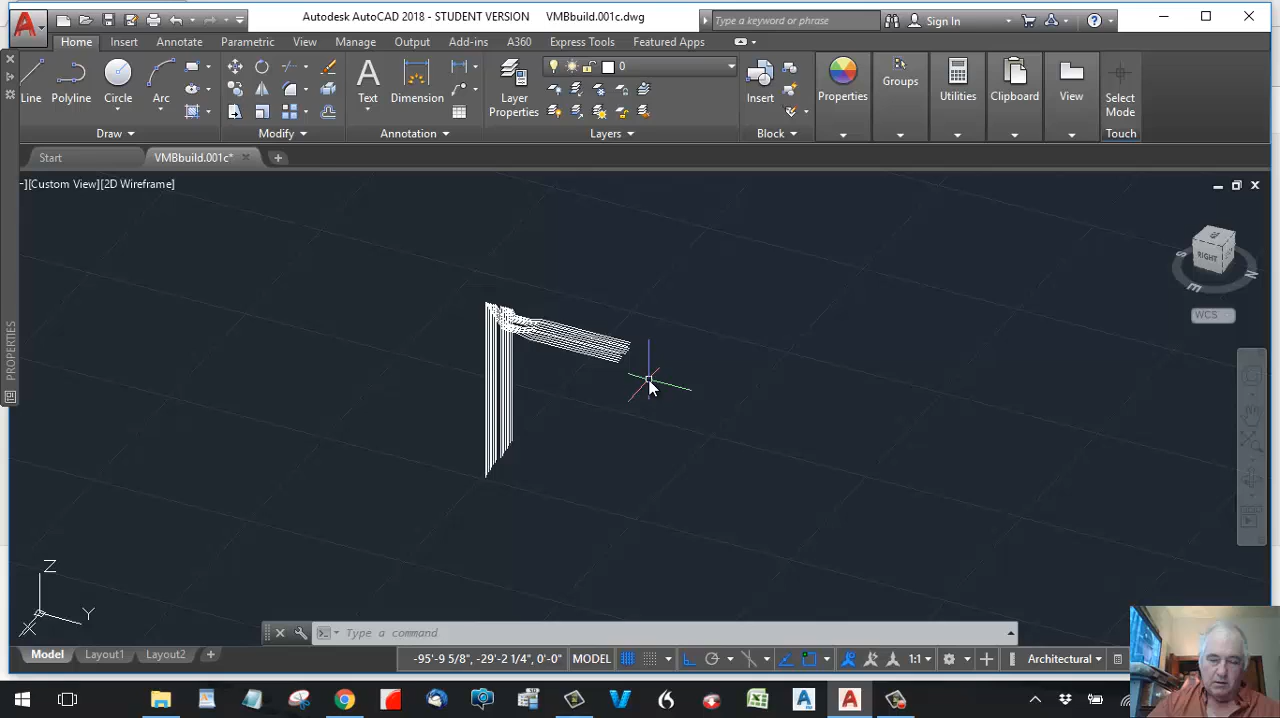 Autodesk AutoCAD 2018 - STUDENT VERSION VMBbuild.001c.dwg
Type a keyword or phrase
Sign In
Home Insert Annotate Parametric View Manage Output Add-ins A360 Express Tools Featured Apps
0
Line Polyline Circle Arc
Text Dimension
Layer Properties
Insert
Properties Groups Utilities Clipboard View
Select Mode
Draw Modify Annotation Layers Block Touch
Start VMBbuild.001c*
-][Custom View][2D Wireframe]
RIGHT
S
E
N
WCS
PROPERTIES
Z
Y
X
Type a command
Model Layout1 Layout2
-95'-9 5/8", -29'-2 1/4", 0'-0" MODEL 1:1 Architectural